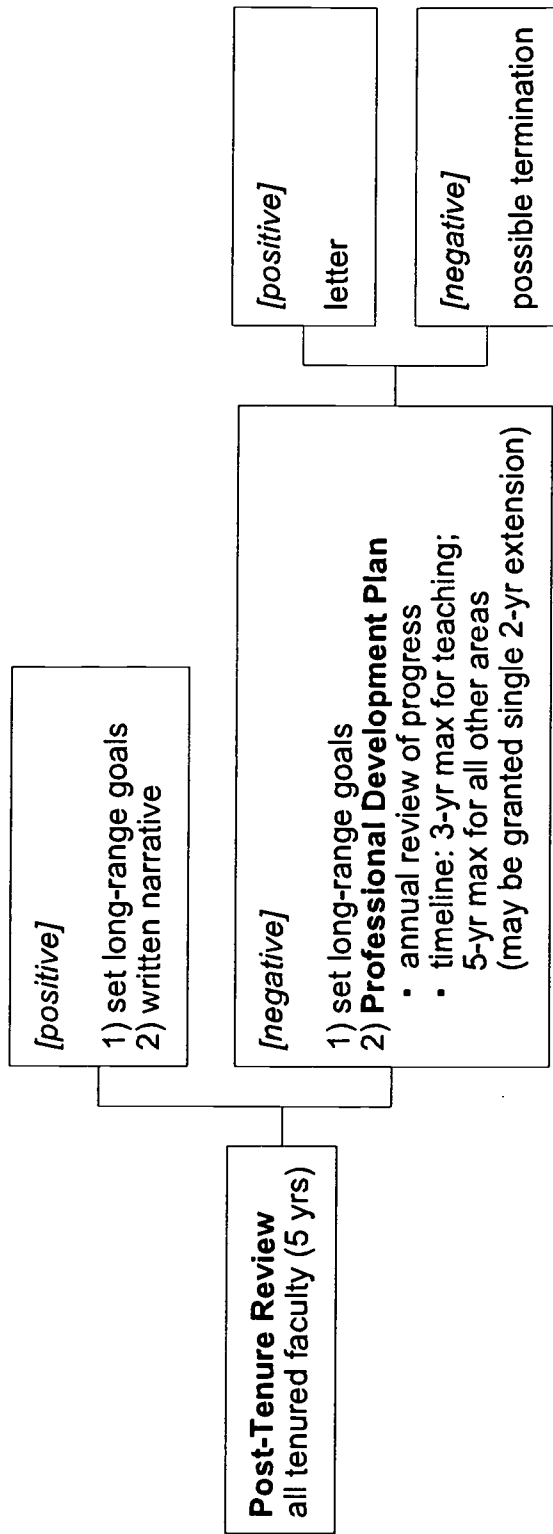 Post-Tenure Review
all tenured faculty (5 yrs)
[positive]
1) set long-range goals
2) written narrative
[negative]
1) set long-range goals
2) Professional Development Plan
• annual review of progress
• timeline: 3-yr max for teaching;
5-yr max for all other areas
(may be granted single 2-yr extension)
[positive]
letter
[negative]
possible termination